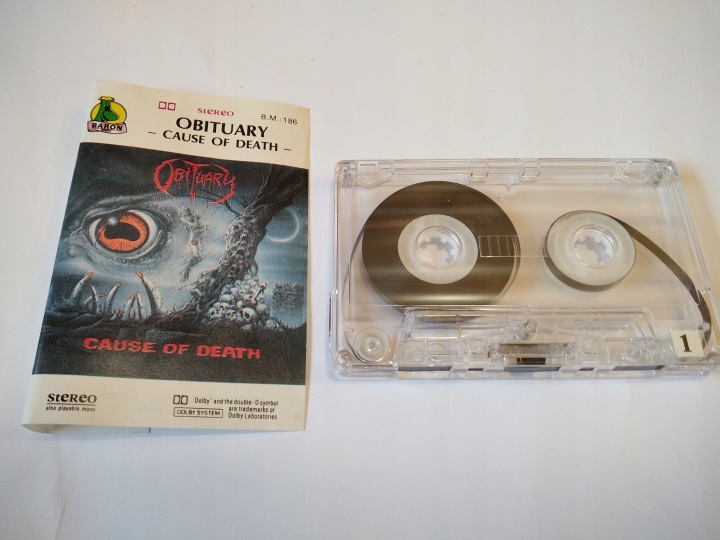 BARON
STEREO
B.M.-186
OBITUARY
- CAUSE OF DEATH -
OBITUARY
CAUSE OF DEATH
STEREO
also playable mono
DOLBY SYSTEM
Dolby* and the double-D symbol
are trademarks of
Dolby Laboratories
1